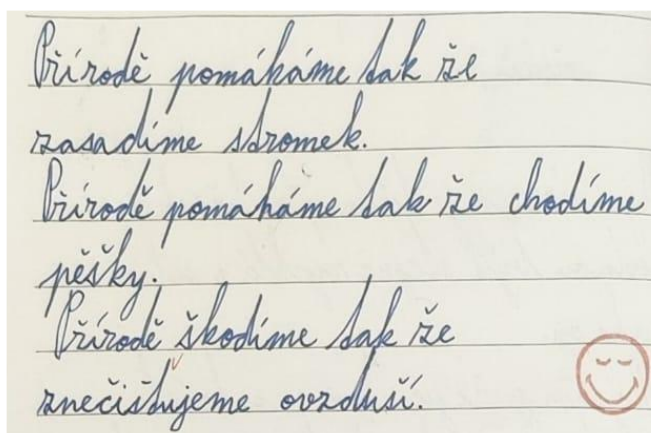 Přírodě pomáháme tak že
zasadíme stromek.
Přírodě pomáháme tak že chodíme
pěšky.
Přírodě škodíme tak že
znečišťujeme ovzduší.